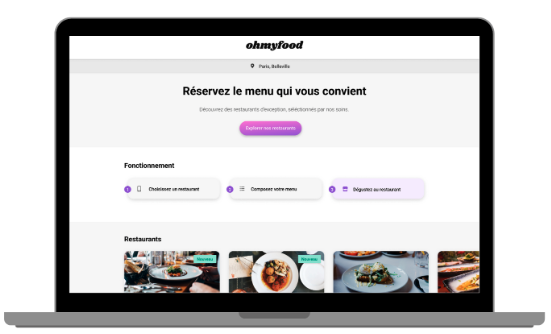 ohmyfood
Paris, Belleville
Réservez le menu qui vous convient
Découvrez des restaurants d'exception, séléctionnés par nos soins.
Explorer nos restaurants
Fonctionnement
1 Choisissez un restaurant
2 Composez votre menu
3 Dégustez au restaurant
Restaurants
Nouveau
Nouveau